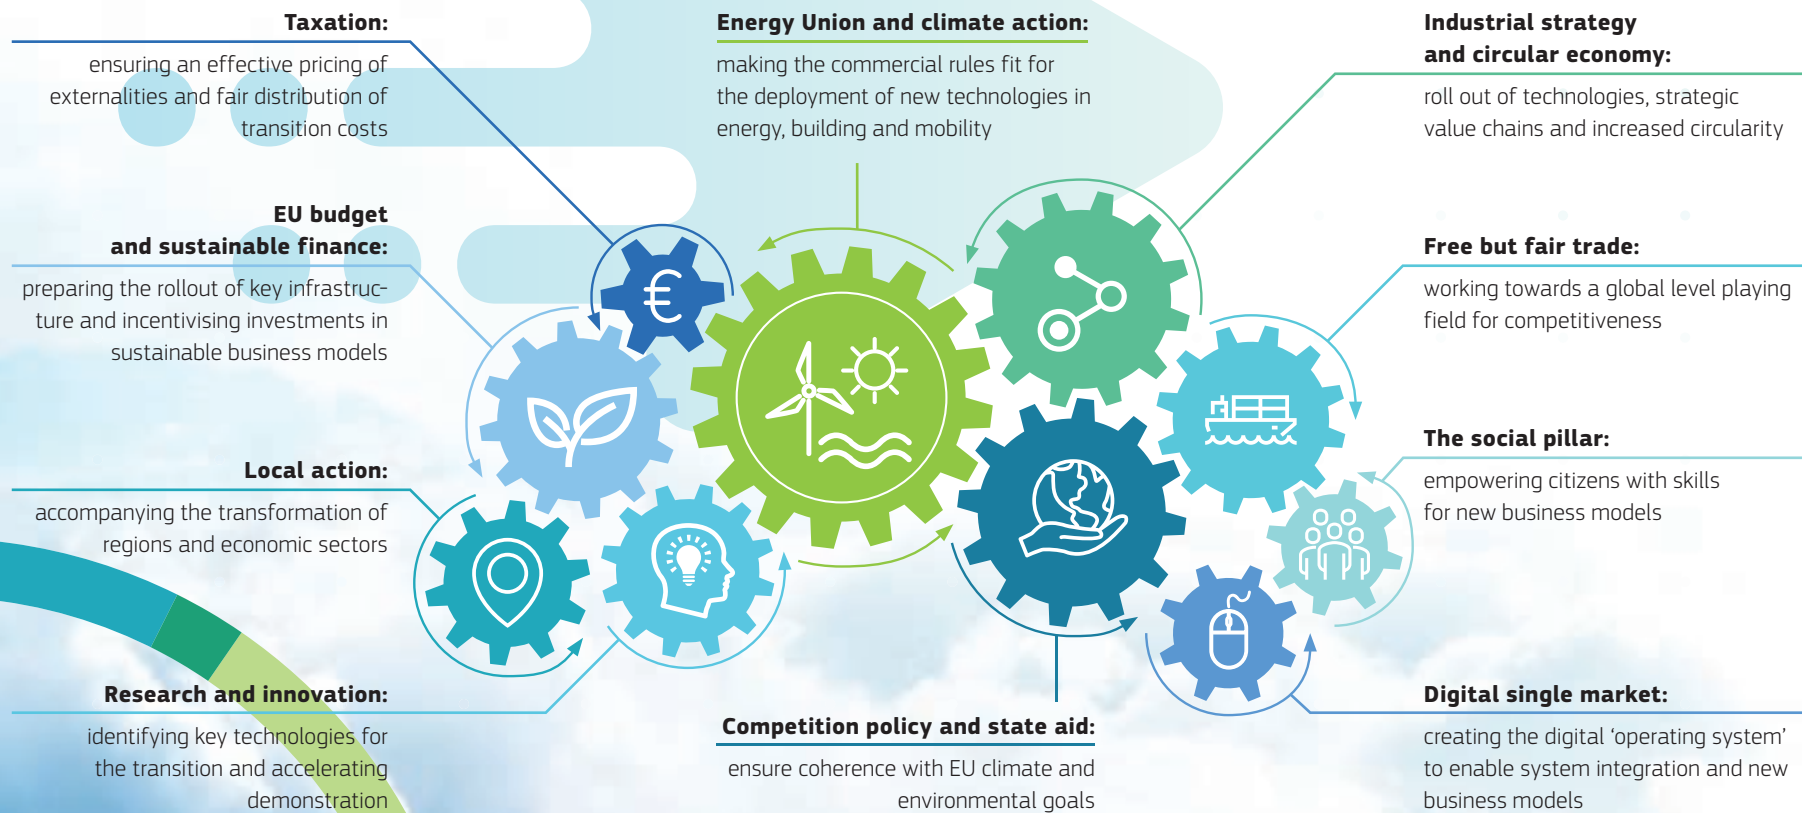 Taxation:
ensuring an effective pricing of
externalities and fair distribution of
transition costs
EU budget
and sustainable finance:
preparing the rollout of key infrastruc-
ture and incentivising investments in
sustainable business models
Local action:
accompanying the transformation of
regions and economic sectors
Research and innovation:
identifying key technologies for
the transition and accelerating
demonstration
Energy Union and climate action:
making the commercial rules fit for
the deployment of new technologies in
energy, building and mobility
€
Competition policy and state aid:
ensure coherence with EU climate and
environmental goals
Industrial strategy
and circular economy:
roll out of technologies, strategic
value chains and increased circularity
Free but fair trade:
working towards a global level playing
field for competitiveness
The social pillar:
empowering citizens with skills
for new business models
Digital single market:
creating the digital ‘operating system’
to enable system integration and new
business models